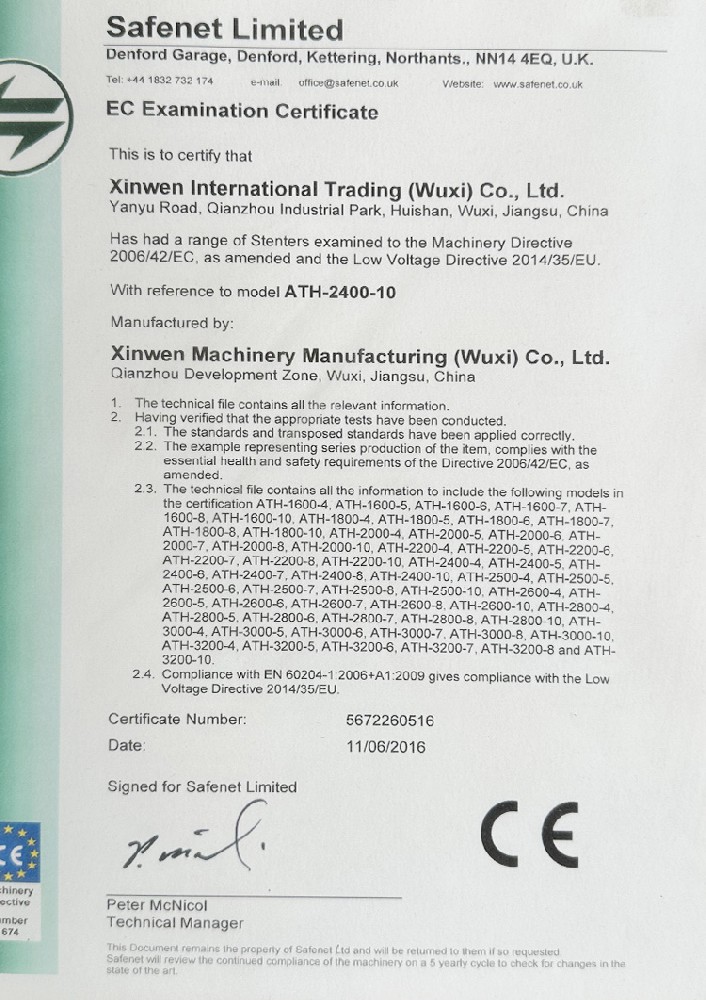 Safenet Limited
Denford Garage, Denford, Kettering, Northants., NN14 4EQ, U.K.
Tel: +44 1832 732 174 e-mail: office@safenet.co.uk Website: www.safenet.co.uk
EC Examination Certificate
This is to certify that
Xinwen International Trading (Wuxi) Co., Ltd.
Yanyu Road, Qianzhou Industrial Park, Huishan, Wuxi, Jiangsu, China
Has had a range of Stenters examined to the Machinery Directive
2006/42/EC, as amended and the Low Voltage Directive 2014/35/EU.
With reference to model ATH-2400-10
Manufactured by:
Xinwen Machinery Manufacturing (Wuxi) Co., Ltd.
Qianzhou Development Zone, Wuxi, Jiangsu, China
1. The technical file contains all the relevant information.
2. Having verified that the appropriate tests have been conducted.
2.1. The standards and transposed standards have been applied correctly.
2.2. The example representing series production of the item, complies with the
essential health and safety requirements of the Directive 2006/42/EC, as
amended.
2.3. The technical file contains all the information to include the following models in
the certification ATH-1600-4, ATH-1600-5, ATH-1600-6, ATH-1600-7, ATH-
1600-8, ATH-1600-10, ATH-1800-4, ATH-1800-5, ATH-1800-6, ATH-1800-7,
ATH-1800-8, ATH-1800-10, ATH-2000-4, ATH-2000-5, ATH-2000-6, ATH-
2000-7, ATH-2000-8, ATH-2000-10, ATH-2200-4, ATH-2200-5, ATH-2200-6,
ATH-2200-7, ATH-2200-8, ATH-2200-10, ATH-2400-4, ATH-2400-5, ATH-
2400-6, ATH-2400-7, ATH-2400-8, ATH-2400-10, ATH-2500-4, ATH-2500-5,
ATH-2500-6, ATH-2500-7, ATH-2500-8, ATH-2500-10, ATH-2600-4, ATH-
2600-5, ATH-2600-6, ATH-2600-7, ATH-2600-8, ATH-2600-10, ATH-2800-4,
ATH-2800-5, ATH-2800-6, ATH-2800-7, ATH-2800-8, ATH-2800-10, ATH-
3000-4, ATH-3000-5, ATH-3000-6, ATH-3000-7, ATH-3000-8, ATH-3000-10,
ATH-3200-4, ATH-3200-5, ATH-3200-6, ATH-3200-7, ATH-3200-8 and ATH-
3200-10.
2.4. Compliance with EN 60204-1:2006+A1:2009 gives compliance with the Low
Voltage Directive 2014/35/EU.
Certificate Number: 5672260516
Date: 11/06/2016
Signed for Safenet Limited
CE
CE
hinery
ective
mber
674
Peter McNicol
Technical Manager
This Document remains the property of Safenet Ltd and will be returned to them if so requested.
Safenet will review the continued compliance of the machinery on a 5 yearly cycle to check for changes in the
state of the art.